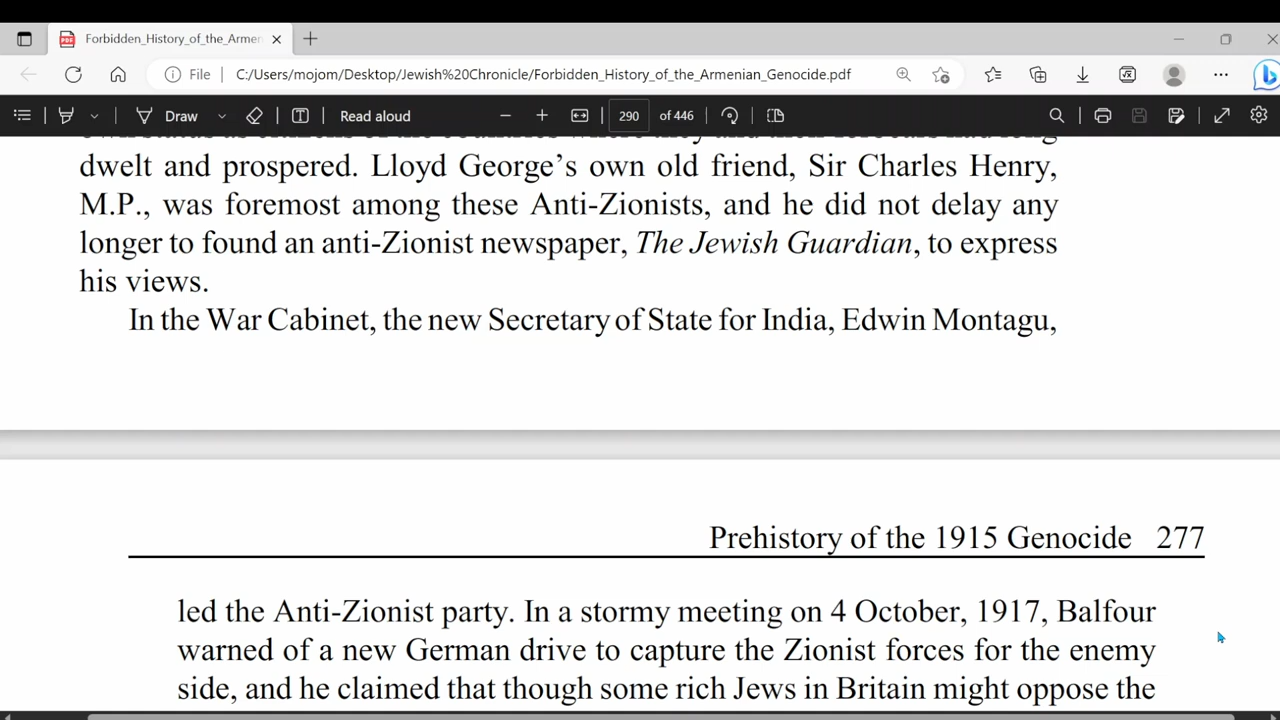 Forbidden_History_of_the_Armen
File C:/Users/mojom/Desktop/Jewish%20Chronicle/Forbidden_History_of_the_Armenian_Genocide.pdf
Draw Read aloud 290 of 446
dwelt and prospered. Lloyd George's own old friend, Sir Charles Henry,
M.P., was foremost among these Anti-Zionists, and he did not delay any
longer to found an anti-Zionist newspaper, The Jewish Guardian, to express
his views.
In the War Cabinet, the new Secretary of State for India, Edwin Montagu,
Prehistory of the 1915 Genocide 277
led the Anti-Zionist party. In a stormy meeting on 4 October, 1917, Balfour
warned of a new German drive to capture the Zionist forces for the enemy
side, and he claimed that though some rich Jews in Britain might oppose the